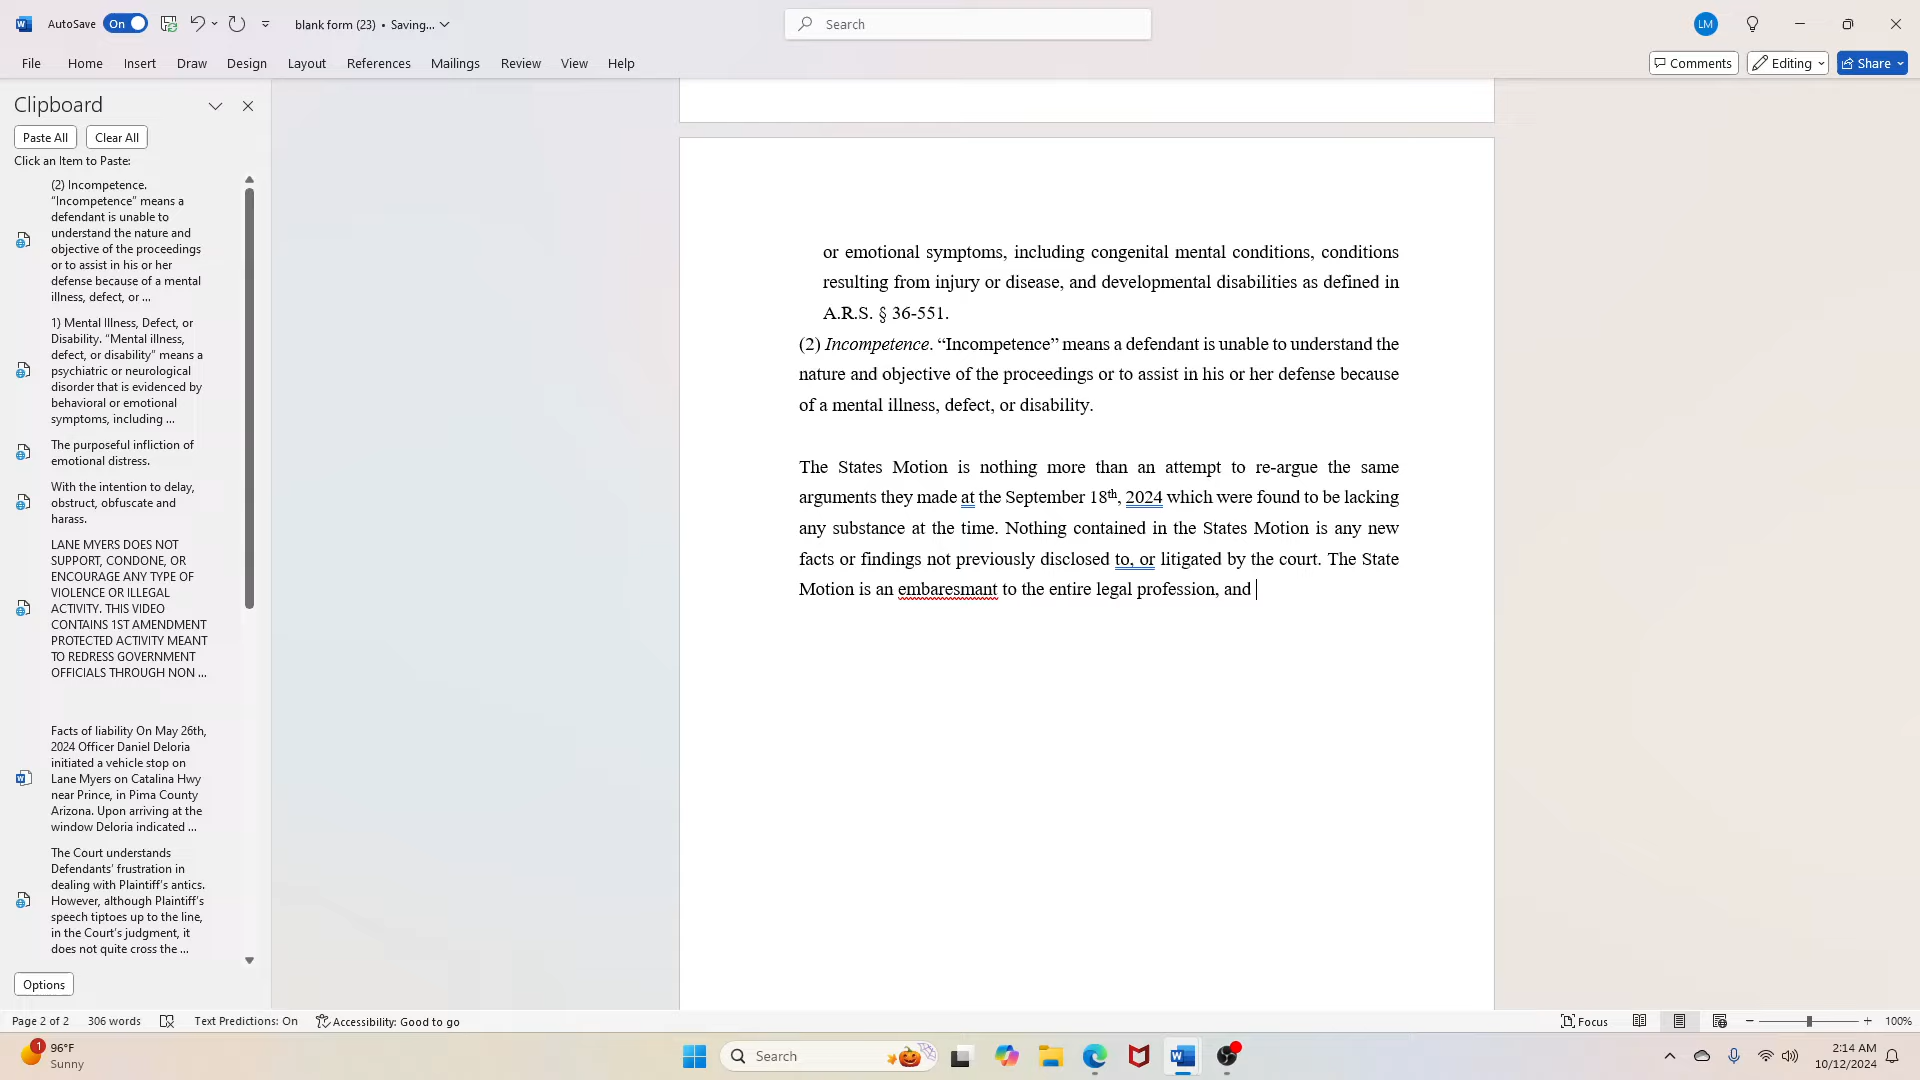 AutoSave On blank form (23) • Saving... Search LM
File Home Insert Draw Design Layout References Mailings Review View Help Comments Editing Share
Clipboard
Paste All Clear All
Click an Item to Paste:
(2) Incompetence.
“Incompetence” means a
defendant is unable to
understand the nature and
objective of the proceedings
or to assist in his or her
defense because of a mental
illness, defect, or ...
1) Mental Illness, Defect, or
Disability. “Mental illness,
defect, or disability” means a
psychiatric or neurological
disorder that is evidenced by
behavioral or emotional
symptoms, including ...
The purposeful infliction of
emotional distress.
With the intention to delay,
obstruct, obfuscate and
harass.
LANE MYERS DOES NOT
SUPPORT, CONDONE, OR
ENCOURAGE ANY TYPE OF
VIOLENCE OR ILLEGAL
ACTIVITY. THIS VIDEO
CONTAINS 1ST AMENDMENT
PROTECTED ACTIVITY MEANT
TO REDRESS GOVERNMENT
OFFICIALS THROUGH NON ...
Facts of liability On May 26th,
2024 Officer Daniel Deloria
initiated a vehicle stop on
Lane Myers on Catalina Hwy
near Prince, in Pima County
Arizona. Upon arriving at the
window Deloria indicated ...
The Court understands
Defendants’ frustration in
dealing with Plaintiff’s antics.
However, although Plaintiff’s
speech tiptoes up to the line,
in the Court’s judgment, it
does not quite cross the ...
Options
or emotional symptoms, including congenital mental conditions, conditions
resulting from injury or disease, and developmental disabilities as defined in
A.R.S. § 36-551.
(2) Incompetence. “Incompetence” means a defendant is unable to understand the
nature and objective of the proceedings or to assist in his or her defense because
of a mental illness, defect, or disability.
The States Motion is nothing more than an attempt to re-argue the same
arguments they made at the September 18th, 2024 which were found to be lacking
any substance at the time. Nothing contained in the States Motion is any new
facts or findings not previously disclosed to, or litigated by the court. The State
Motion is an embaresmant to the entire legal profession, and
Page 2 of 2 306 words Text Predictions: On Accessibility: Good to go Focus 100%
1 96°F
Sunny
Search
2:14 AM
10/12/2024